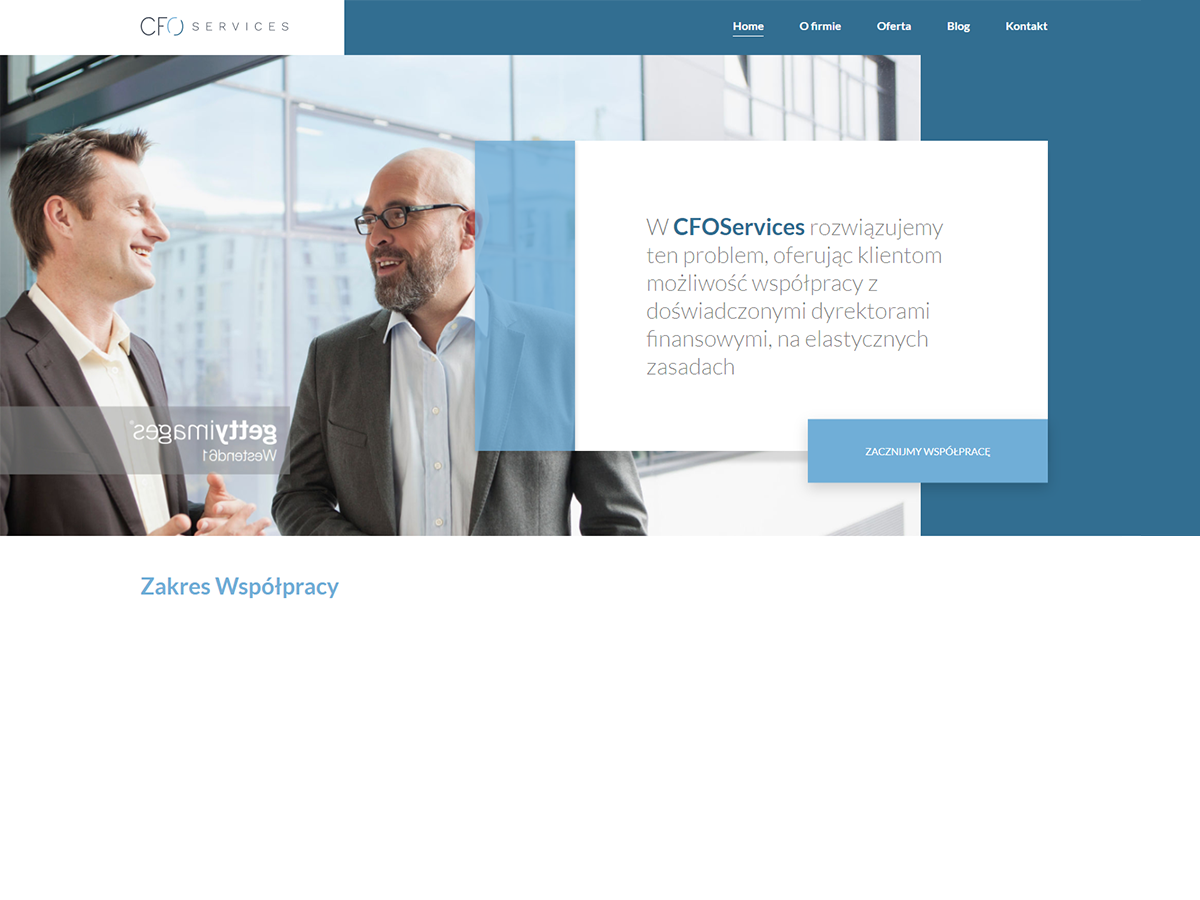 CFO SERVICES
Home O firmie Oferta Blog Kontakt
W CFOServices rozwiązujemy
ten problem, oferując klientom
możliwość współpracy z
doświadczonymi dyrektorami
finansowymi, na elastycznych
zasadach
gettyimages®
Westend61
ZACZNIJMY WSPÓŁPRACĘ
Zakres Współpracy